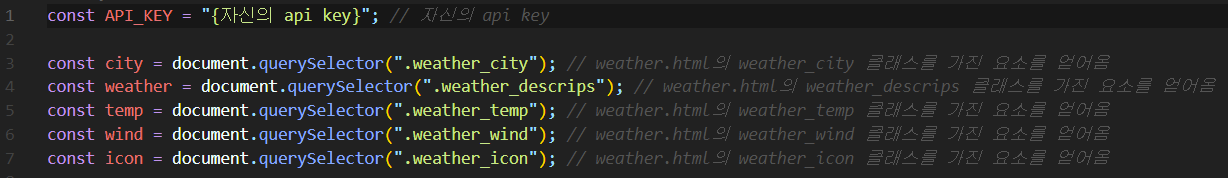 1 const API_KEY = "{자신의 api key}"; // 자신의 api key
2
3 const city = document.querySelector(".weather_city"); // weather.html의 weather_city 클래스를 가진 요소를 얻어옴
4 const weather = document.querySelector(".weather_descrips"); // weather.html의 weather_descrips 클래스를 가진 요소를 얻어옴
5 const temp = document.querySelector(".weather_temp"); // weather.html의 weather_temp 클래스를 가진 요소를 얻어옴
6 const wind = document.querySelector(".weather_wind"); // weather.html의 weather_wind 클래스를 가진 요소를 얻어옴
7 const icon = document.querySelector(".weather_icon"); // weather.html의 weather_icon 클래스를 가진 요소를 얻어옴